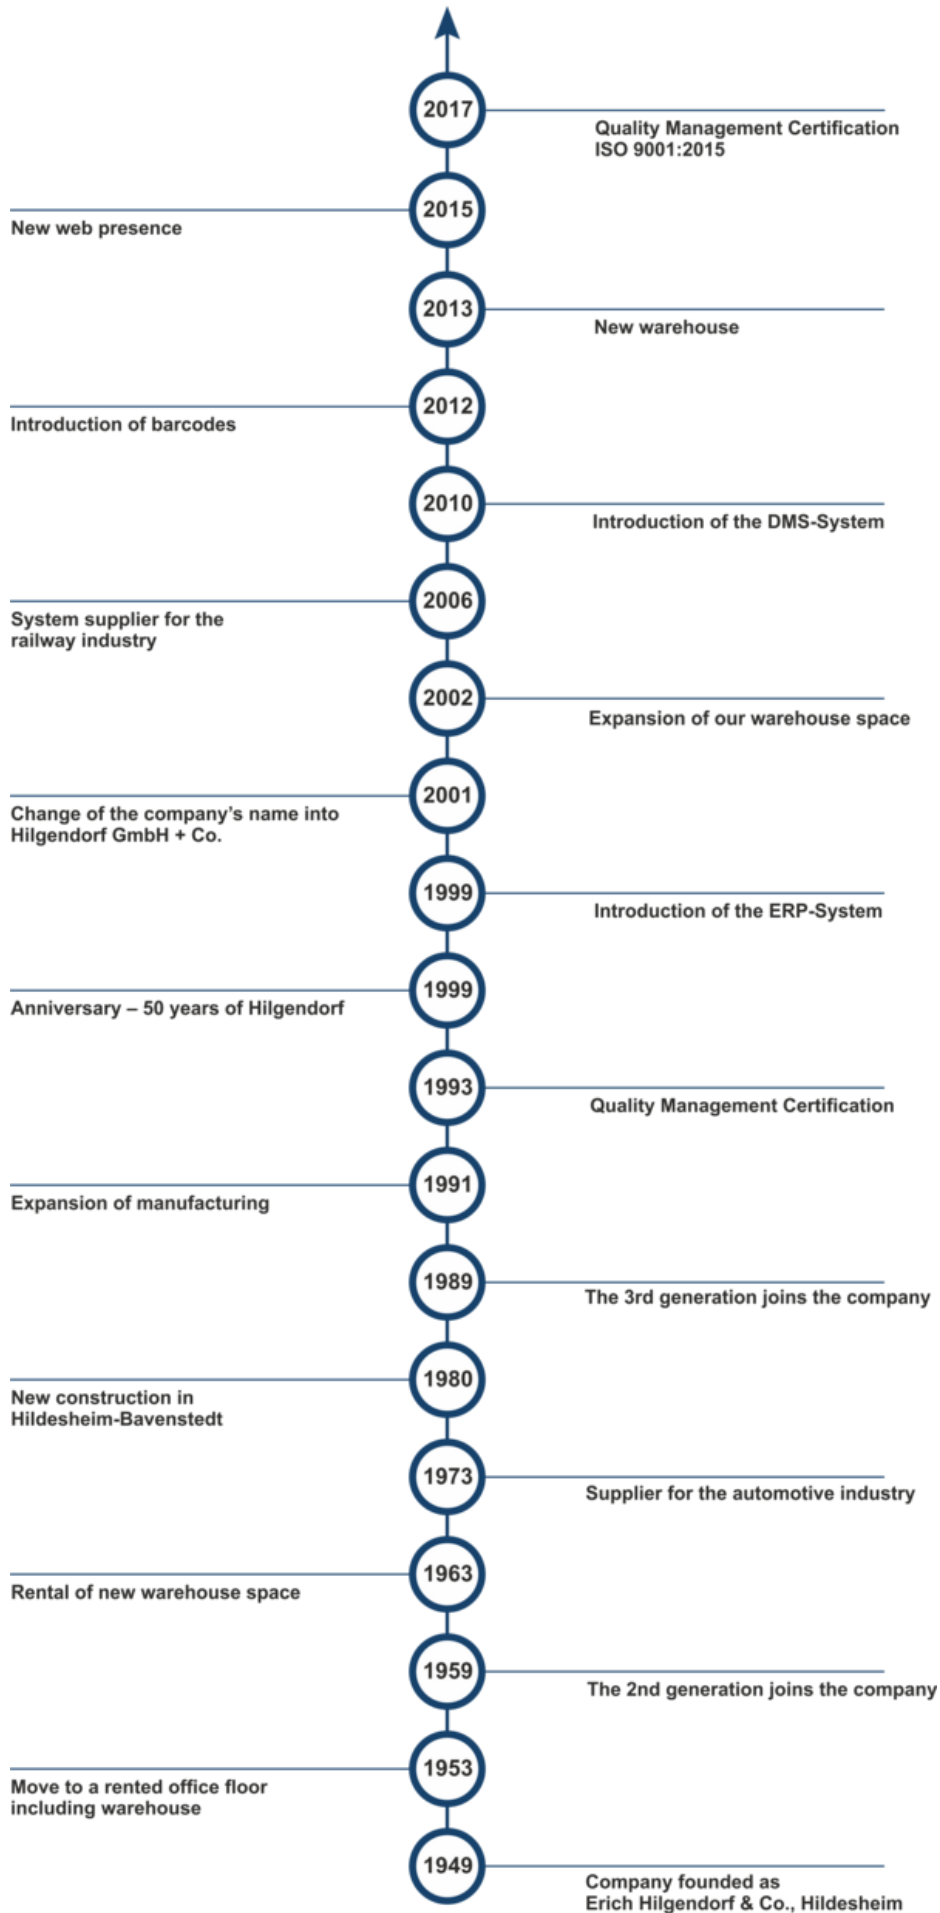 2017
Quality Management Certification
ISO 9001:2015
2015
New web presence
2013
New warehouse
2012
Introduction of barcodes
2010
Introduction of the DMS-System
2006
System supplier for the
railway industry
2002
Expansion of our warehouse space
2001
Change of the company’s name into
Hilgendorf GmbH + Co.
1999
Introduction of the ERP-System
1999
Anniversary – 50 years of Hilgendorf
1993
Quality Management Certification
1991
Expansion of manufacturing
1989
The 3rd generation joins the company
1980
New construction in
Hildesheim-Bavenstedt
1973
Supplier for the automotive industry
1963
Rental of new warehouse space
1959
The 2nd generation joins the company
1953
Move to a rented office floor
including warehouse
1949
Company founded as
Erich Hilgendorf & Co., Hildesheim